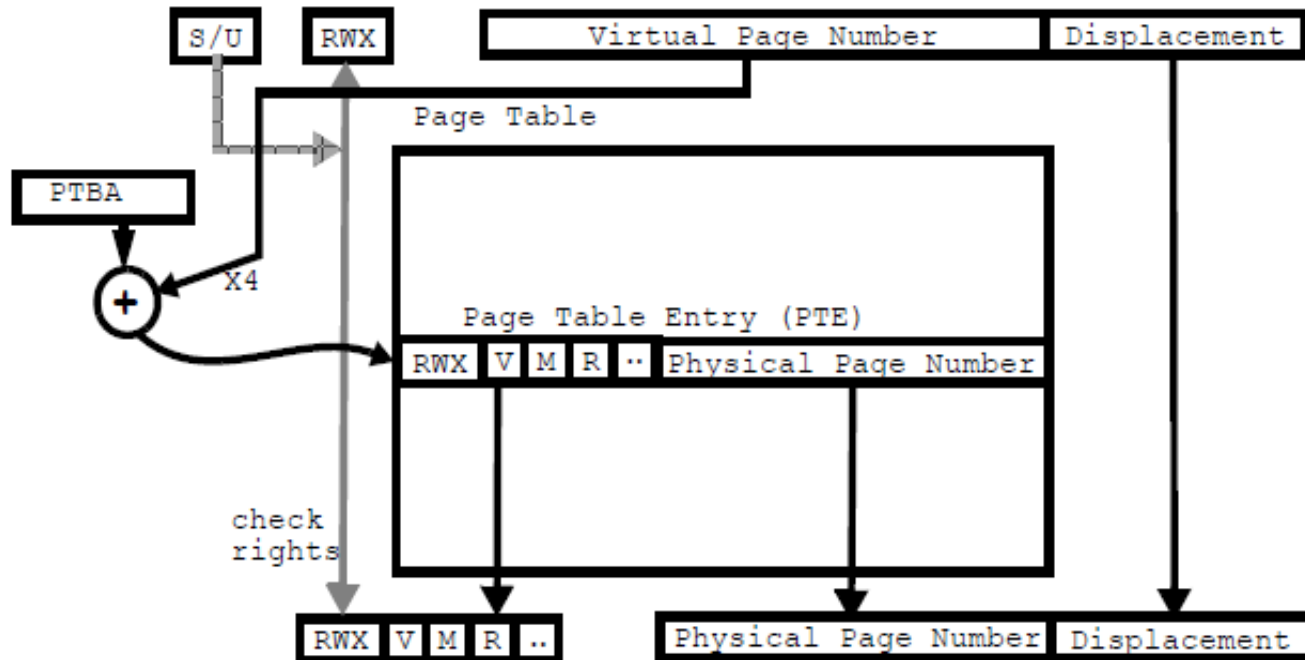 S/U RWX Virtual Page Number Displacement
Page Table
PTBA
X4
+
Page Table Entry (PTE)
RWX V M R .. Physical Page Number
check
rights
RWX V M R .. Physical Page Number Displacement